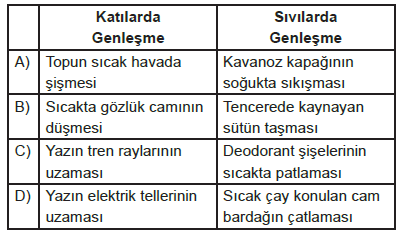 Katılarda Genleşme
Sıvılarda Genleşme
A) Topun sıcak havada şişmesi
Kavanoz kapağının soğukta sıkışması
B) Sıcakta gözlük camının düşmesi
Tencerede kaynayan sütün taşması
C) Yazın tren raylarının uzaması
Deodorant şişelerinin sıcakta patlaması
D) Yazın elektrik tellerinin uzaması
Sıcak çay konulan cam bardağın çatlaması